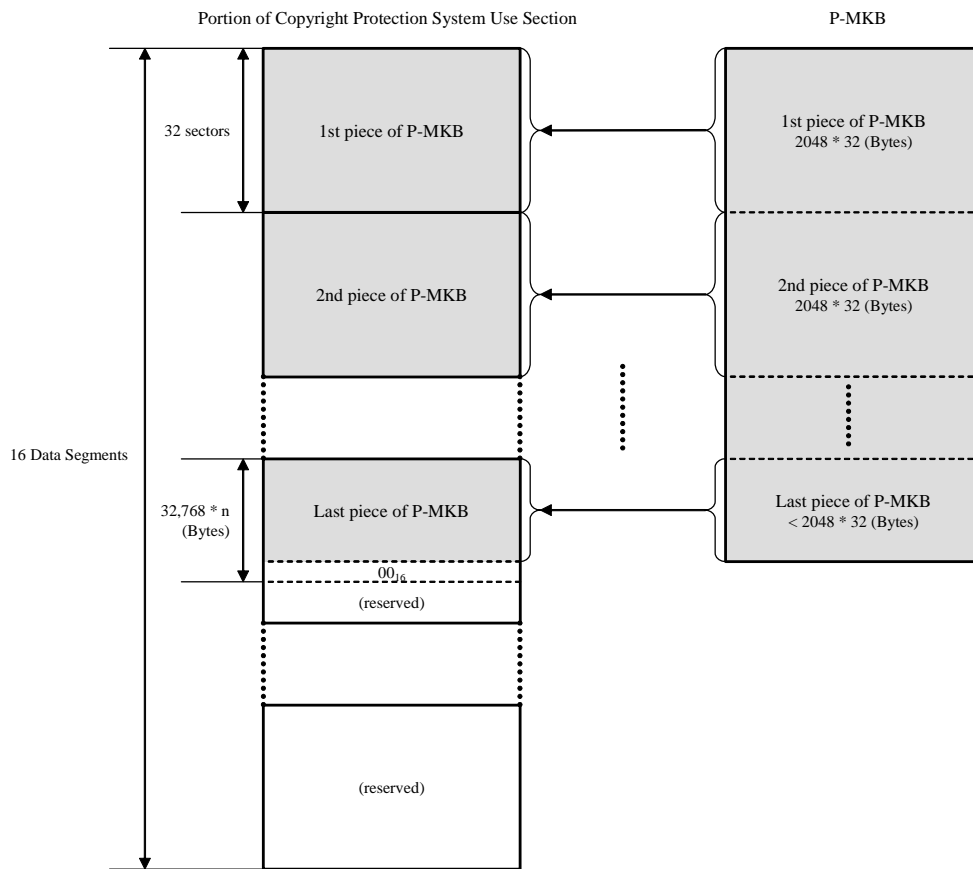 Portion of Copyright Protection System Use Section
P-MKB
32 sectors
1st piece of P-MKB
1st piece of P-MKB
2048 * 32 (Bytes)
2nd piece of P-MKB
2nd piece of P-MKB
2048 * 32 (Bytes)
16 Data Segments
32,768 * n
(Bytes)
Last piece of P-MKB
Last piece of P-MKB
< 2048 * 32 (Bytes)
00₁₆
(reserved)
(reserved)